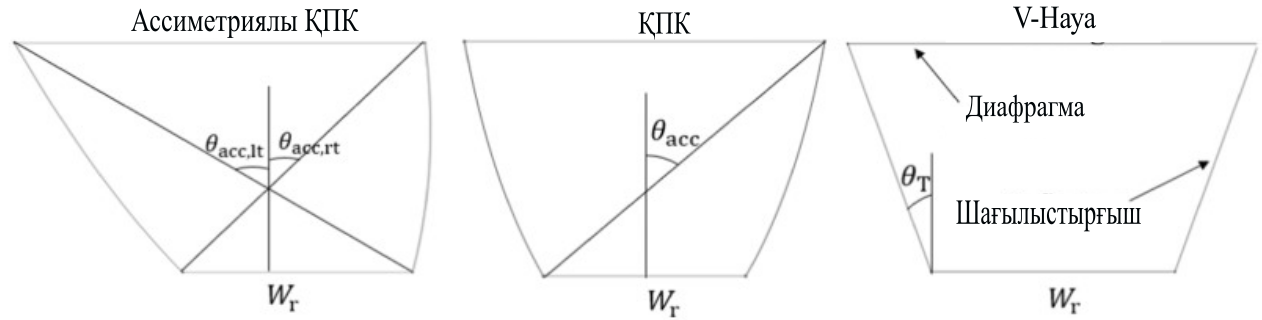 Ассиметриялы ҚПК
ҚПК
V-Науа
Диафрагма
θacc,lt
θacc,rt
θacc
θT
Шағылыстырғыш
Wr
Wr
Wr